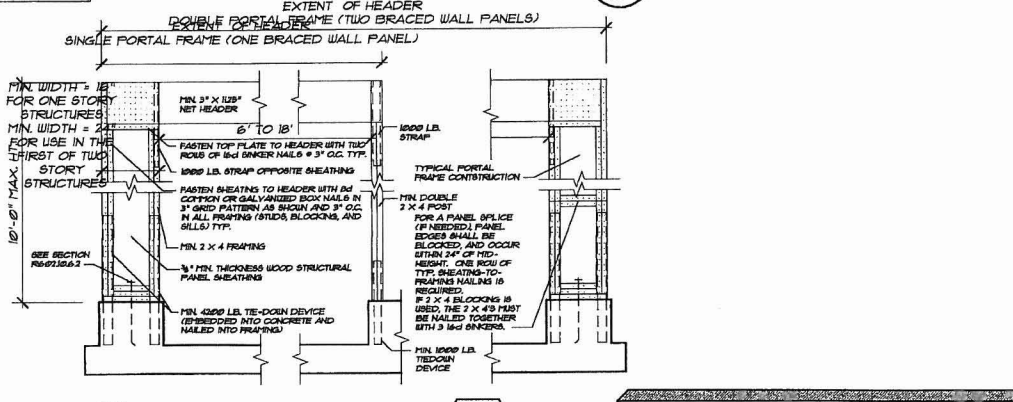 EXTENT OF HEADER
DOUBLE PORTAL FRAME (TWO BRACED WALL PANELS)
EXTENT OF HEADER
SINGLE PORTAL FRAME (ONE BRACED WALL PANEL)
MIN. WIDTH = 18"
FOR ONE STORY
STRUCTURES
MIN. WIDTH = 24"
FOR USE IN THE
FIRST OF TWO
STORY
STRUCTURES
10'-0" MAX. HT.
SEE SECTION
R602.10.6.2
MIN. 3" X 11.25"
NET HEADER
6' TO 18'
FASTEN TOP PLATE TO HEADER WITH TWO
ROWS OF 16d SINKER NAILS @ 3" O.C. TYP.
1000 LB. STRAP OPPOSITE SHEATHING
FASTEN SHEATING TO HEADER WITH 8d
COMMON OR GALVANIZED BOX NAILS IN
3" GRID PATTERN AS SHOWN AND 3" O.C.
IN ALL FRAMING (STUDS, BLOCKING, AND
SILLS) TYP.
MIN. 2 X 4 FRAMING
3/8" MIN. THICKNESS WOOD STRUCTURAL
PANEL SHEATHING
MIN. 4200 LB. TIE-DOWN DEVICE
(EMBEDDED INTO CONCRETE AND
NAILED INTO FRAMING)
1000 LB.
STRAP
TYPICAL PORTAL
FRAME CONTSTRUCTION
MIN. DOUBLE
2 X 4 POST
FOR A PANEL SPLICE
(IF NEEDED), PANEL
EDGES SHALL BE
BLOCKED, AND OCCUR
WITHIN 24" OF MID-
HEIGHT. ONE ROW OF
TYP. SHEATING-TO-
FRAMING NAILING IS
REQUIRED.
IF 2 X 4 BLOCKING IS
USED, THE 2 X 4'S MUST
BE NAILED TOGETHER
WITH 3 16d SINKERS.
MIN. 1000 LB.
TIEDOWN
DEVICE